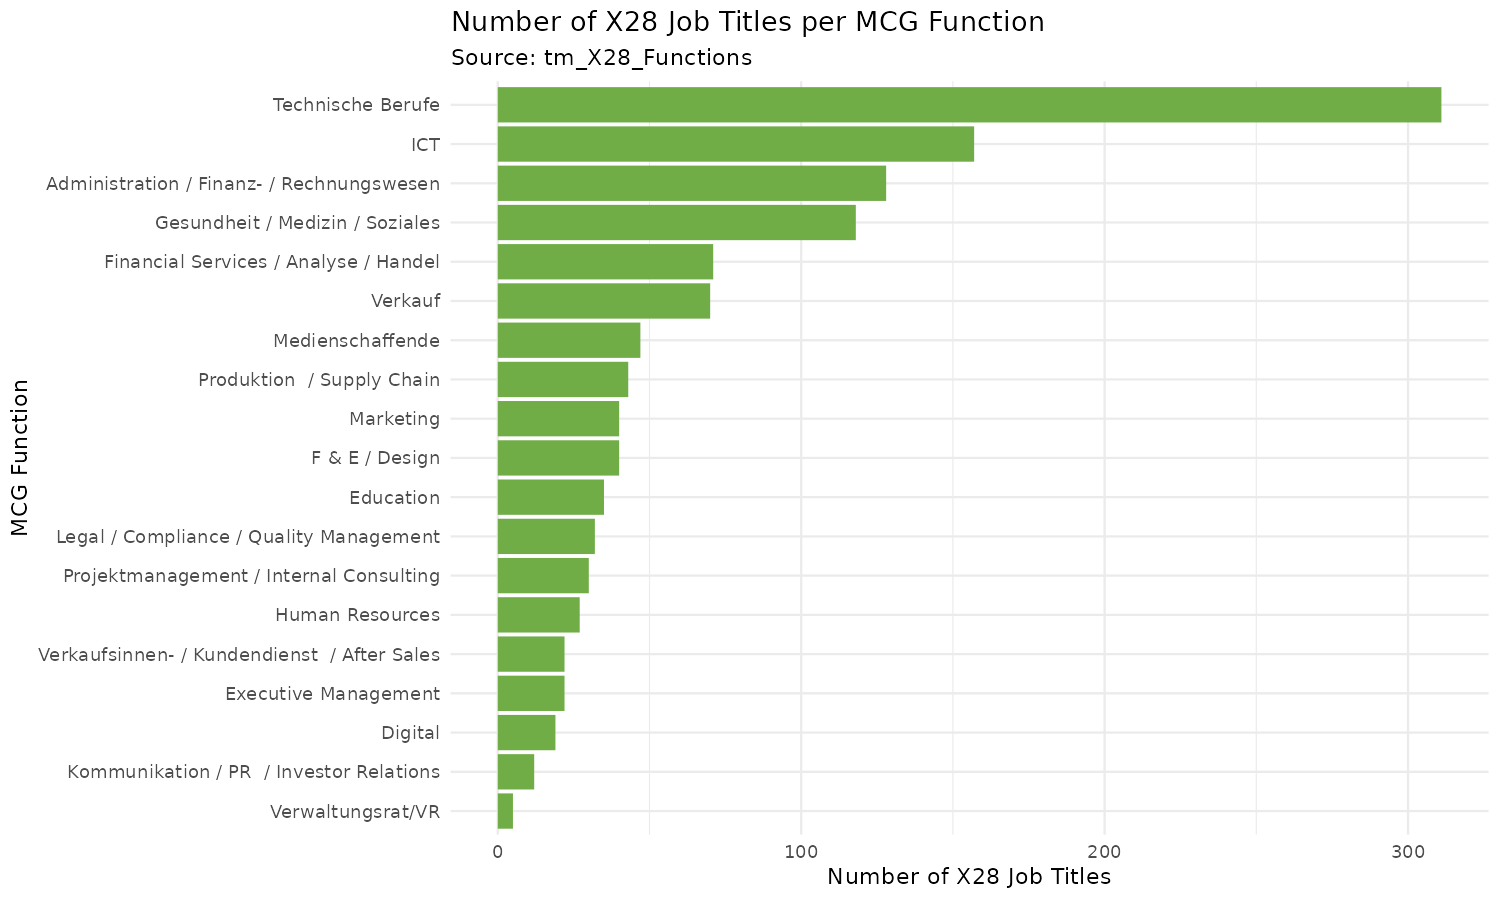 Number of X28 Job Titles per MCG Function
Source: tm_X28_Functions
MCG Function
Technische Berufe
ICT
Administration / Finanz- / Rechnungswesen
Gesundheit / Medizin / Soziales
Financial Services / Analyse / Handel
Verkauf
Medienschaffende
Produktion  / Supply Chain
Marketing
F & E / Design
Education
Legal / Compliance / Quality Management
Projektmanagement / Internal Consulting
Human Resources
Verkaufsinnen- / Kundendienst  / After Sales
Executive Management
Digital
Kommunikation / PR  / Investor Relations
Verwaltungsrat/VR
0 100 200 300
Number of X28 Job Titles